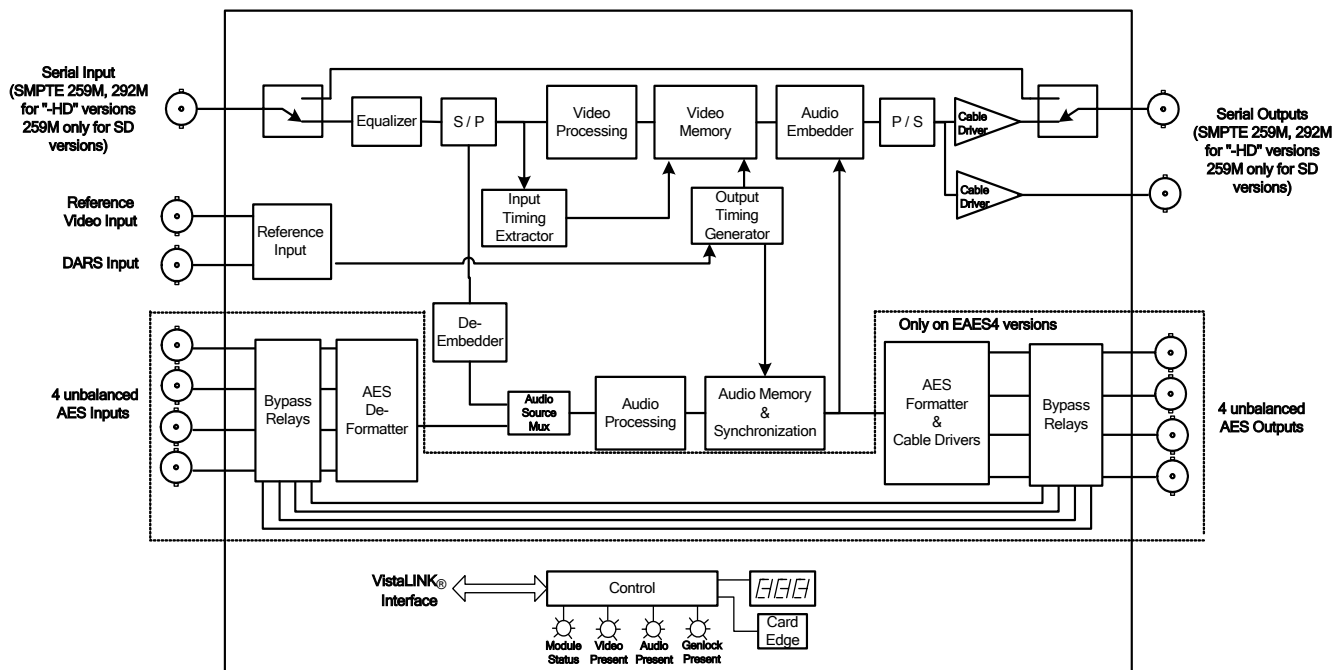 Serial Input
(SMPTE 259M, 292M
for "-HD" versions
259M only for SD
versions)
Equalizer
S / P
Video
Processing
Video
Memory
Audio
Embedder
P / S
Cable
Driver
Serial Outputs
(SMPTE 259M, 292M
for "-HD" versions
259M only for SD
versions)
Cable
Driver
Reference
Video Input
DARS Input
Reference
Input
Input
Timing
Extractor
Output
Timing
Generator
De-
Embedder
Only on EAES4 versions
4 unbalanced
AES Inputs
Bypass
Relays
AES
De-
Formatter
Audio
Source
Mux
Audio
Processing
Audio Memory
&
Synchronization
AES
Formatter
&
Cable Drivers
Bypass
Relays
4 unbalanced
AES Outputs
VistaLINK®
Interface
Control
Card
Edge
Module
Status
Video
Present
Audio
Present
Genlock
Present